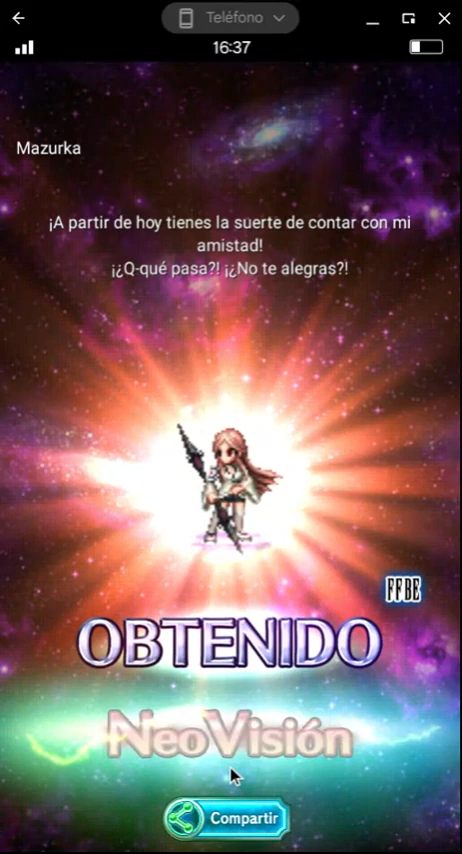 Teléfono
16:37
Mazurka
¡A partir de hoy tienes la suerte de contar con mi
amistad!
¡¿Q-qué pasa?! ¡¿No te alegras?!
FFBE
OBTENIDO
NeoVisión
Compartir